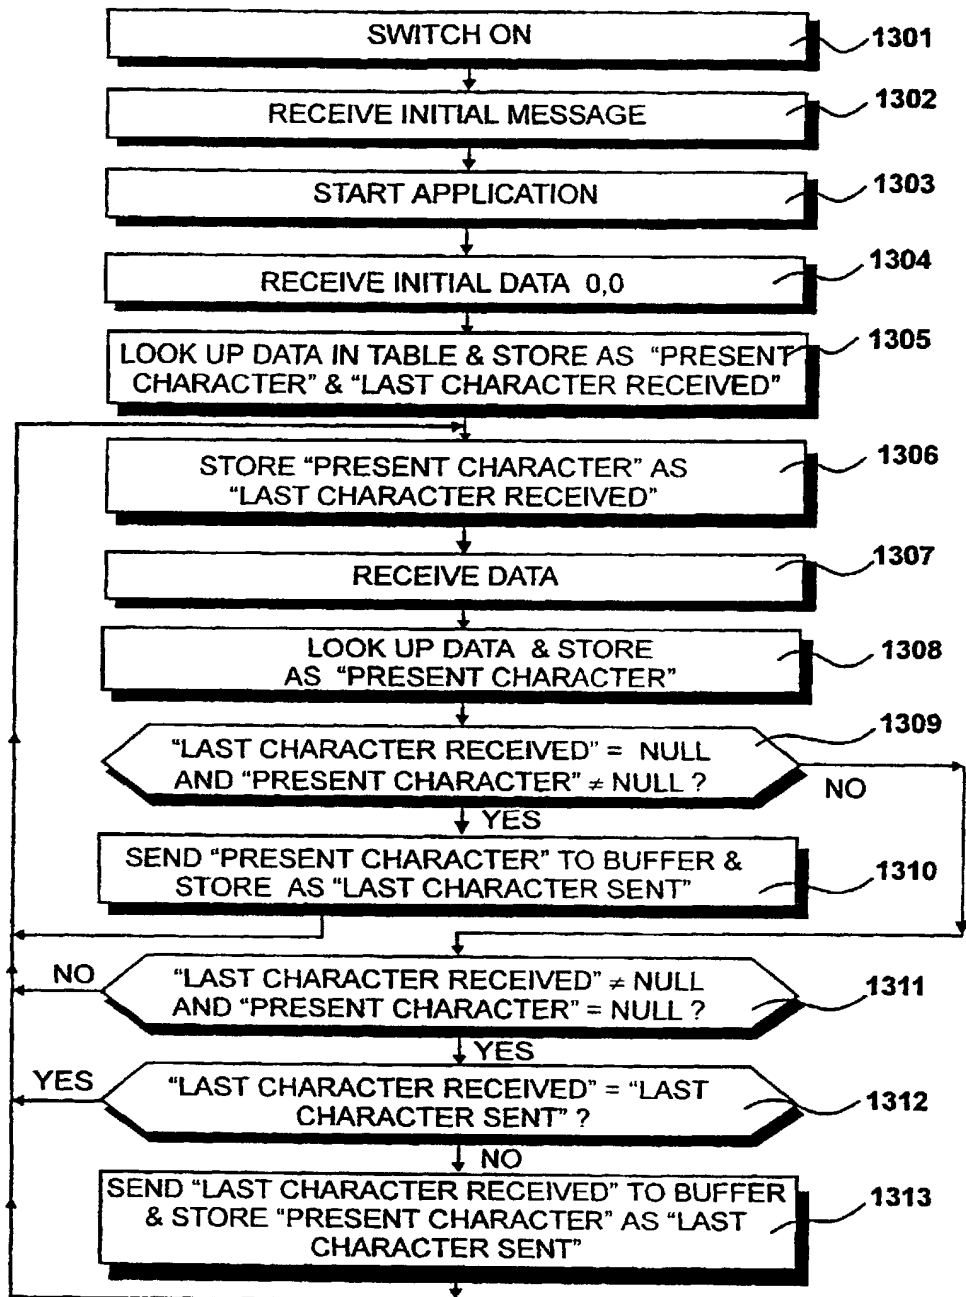 SWITCH ON
1301
RECEIVE INITIAL MESSAGE
1302
START APPLICATION
1303
RECEIVE INITIAL DATA 0,0
1304
LOOK UP DATA IN TABLE & STORE AS “PRESENT
CHARACTER” & “LAST CHARACTER RECEIVED”
1305
STORE “PRESENT CHARACTER” AS
“LAST CHARACTER RECEIVED”
1306
RECEIVE DATA
1307
LOOK UP DATA & STORE
AS “PRESENT CHARACTER”
1308
“LAST CHARACTER RECEIVED” = NULL
AND “PRESENT CHARACTER” ≠ NULL ?
1309
NO
YES
SEND “PRESENT CHARACTER” TO BUFFER &
STORE AS “LAST CHARACTER SENT”
1310
NO
“LAST CHARACTER RECEIVED” ≠ NULL
AND “PRESENT CHARACTER” = NULL ?
1311
YES
YES
“LAST CHARACTER RECEIVED” = “LAST
CHARACTER SENT” ?
1312
NO
SEND “LAST CHARACTER RECEIVED” TO BUFFER
& STORE “PRESENT CHARACTER” AS “LAST
CHARACTER SENT”
1313